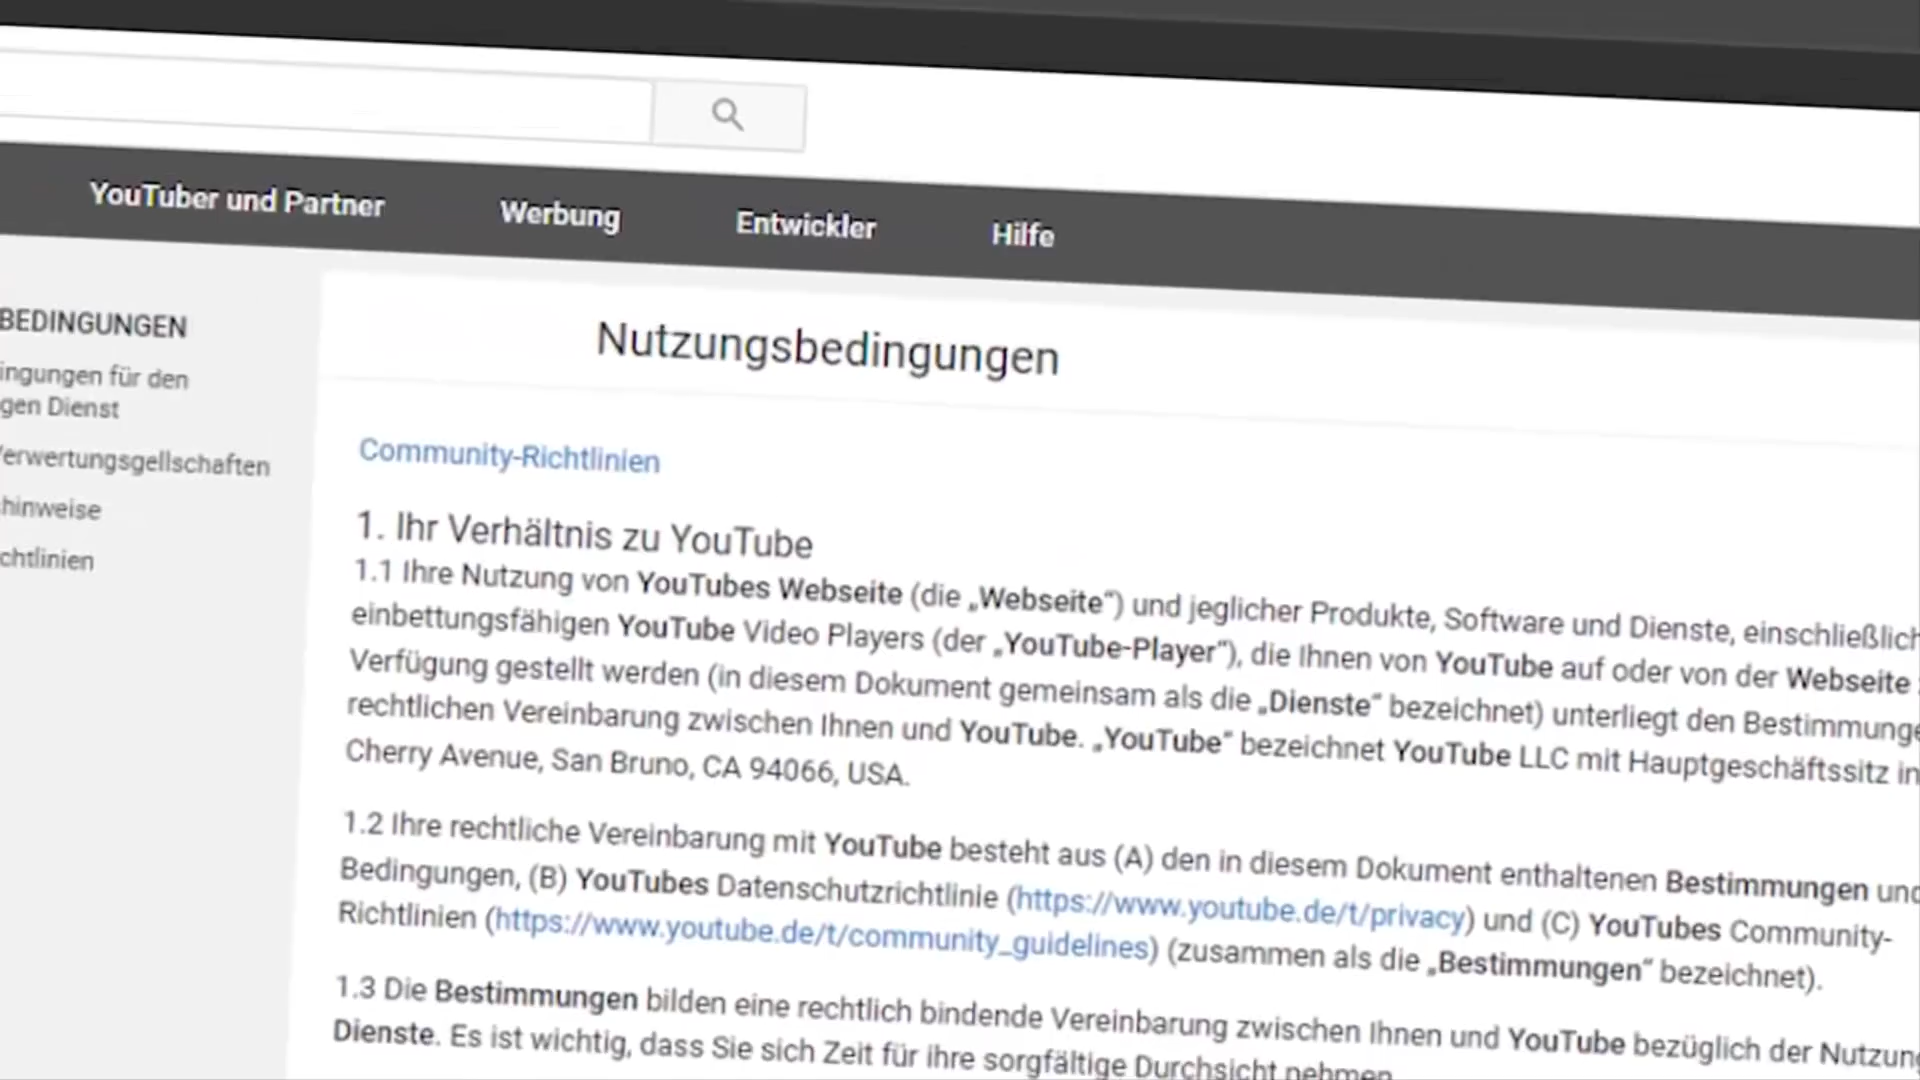 YouTuber und Partner Werbung Entwickler Hilfe
BEDINGUNGEN
ingungen für den
gen Dienst
Verwertungsgellschaften
hinweise
chtlinien
Nutzungsbedingungen
Community-Richtlinien
1. Ihr Verhältnis zu YouTube
1.1 Ihre Nutzung von YouTubes Webseite (die „Webseite“) und jeglicher Produkte, Software und Dienste, einschließlich
einbettungsfähigen YouTube Video Players (der „YouTube-Player“), die Ihnen von YouTube auf oder von der Webseite
Verfügung gestellt werden (in diesem Dokument gemeinsam als die „Dienste“ bezeichnet) unterliegt den Bestimmunge
rechtlichen Vereinbarung zwischen Ihnen und YouTube. „YouTube“ bezeichnet YouTube LLC mit Hauptgeschäftssitz in
Cherry Avenue, San Bruno, CA 94066, USA.
1.2 Ihre rechtliche Vereinbarung mit YouTube besteht aus (A) den in diesem Dokument enthaltenen Bestimmungen und
Bedingungen, (B) YouTubes Datenschutzrichtlinie (https://www.youtube.de/t/privacy) und (C) YouTubes Community-
Richtlinien (https://www.youtube.de/t/community_guidelines) (zusammen als die „Bestimmungen“ bezeichnet).
1.3 Die Bestimmungen bilden eine rechtlich bindende Vereinbarung zwischen Ihnen und YouTube bezüglich der Nutzung
Dienste. Es ist wichtig, dass Sie sich Zeit für ihre sorgfältige Durchsicht nehmen.